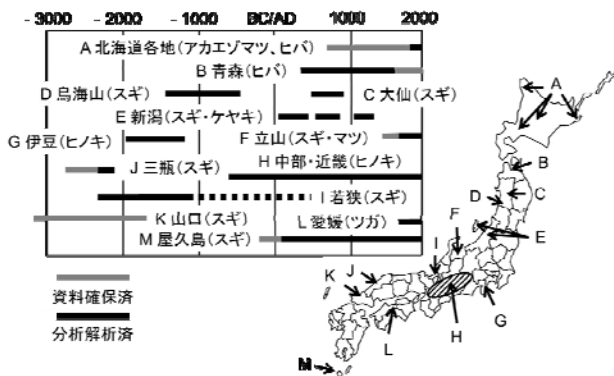 - 3000 - 2000 - 1000 BC/AD 1000 2000
A 北海道各地(アカエゾマツ、ヒバ)
B 青森(ヒバ)
D 鳥海山(スギ) C 大仙(スギ)
E 新潟(スギ・ケヤキ)
G 伊豆(ヒノキ) F 立山(スギ・マツ)
J 三瓶(スギ) H 中部・近畿(ヒノキ)
I 若狭(スギ)
K 山口(スギ) L 愛媛(ツガ)
M 屋久島(スギ)
資料確保済
分析解析済
A
B
C
D
E
F
I
J
K
G
H
L
M